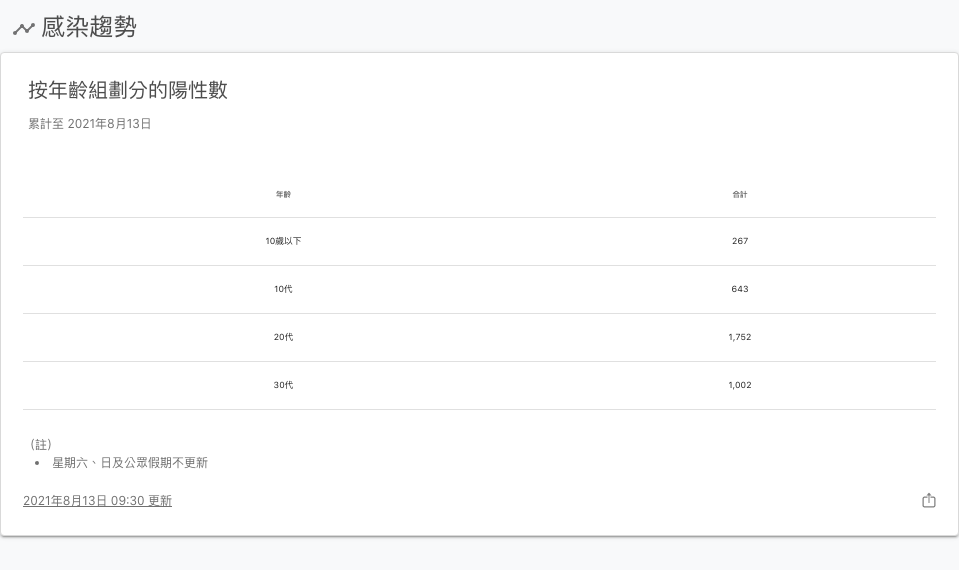 感染趨勢
按年齡組劃分的陽性數
累計至 2021年8月13日
年齡 合計
10歲以下 267
10代 643
20代 1,752
30代 1,002
（註）
• 星期六、日及公眾假期不更新
2021年8月13日 09:30 更新